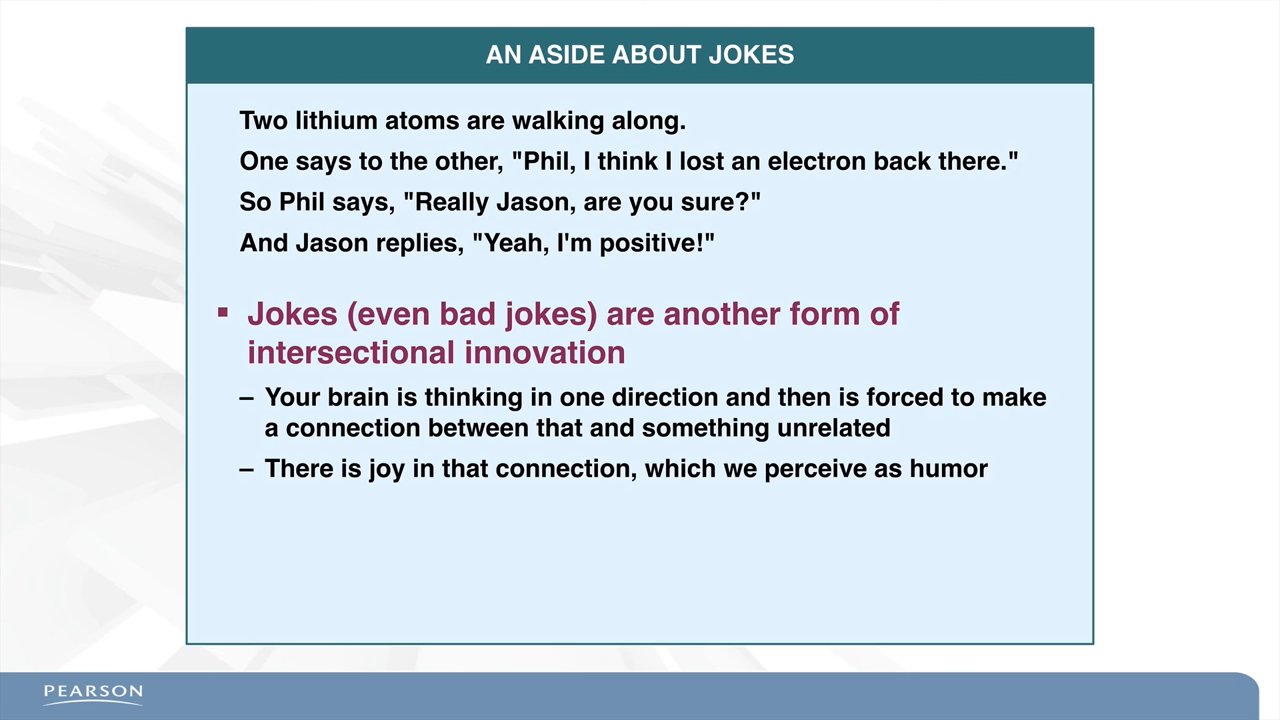 AN ASIDE ABOUT JOKES
Two lithium atoms are walking along.
One says to the other, "Phil, I think I lost an electron back there."
So Phil says, "Really Jason, are you sure?"
And Jason replies, "Yeah, I'm positive!"
▪ Jokes (even bad jokes) are another form of
intersectional innovation
– Your brain is thinking in one direction and then is forced to make
a connection between that and something unrelated
– There is joy in that connection, which we perceive as humor
PEARSON